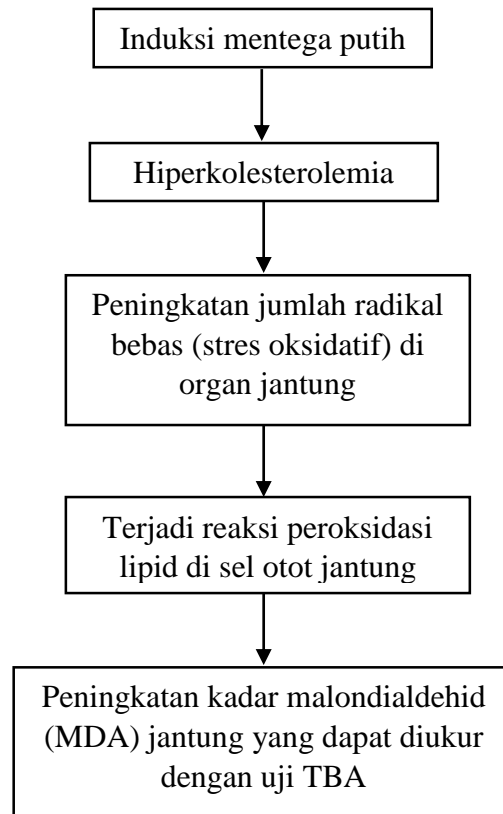 Induksi mentega putih
Hiperkolesterolemia
Peningkatan jumlah radikal
bebas (stres oksidatif) di
organ jantung
Terjadi reaksi peroksidasi
lipid di sel otot jantung
Peningkatan kadar malondialdehid
(MDA) jantung yang dapat diukur
dengan uji TBA